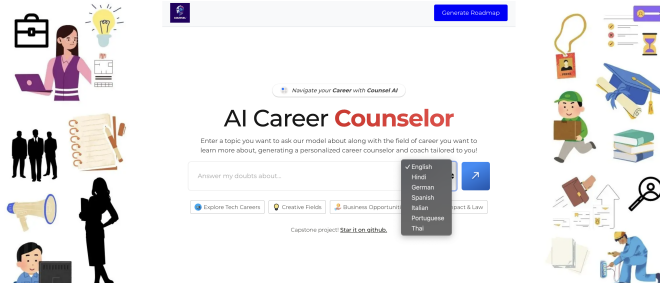 Generate Roadmap
Navigate your Career with Counsel AI
AI Career Counselor
Enter a topic you want to ask our model about along with the field of career you want to
learn more about, generating a personalized career counselor and coach tailored to you!
Answer my doubts about...
✓ English
Hindi
German
Spanish
Italian
Portuguese
Thai
Explore Tech Careers
Creative Fields
Business Opportuniti
pact & Law
Capstone project! Star it on github.